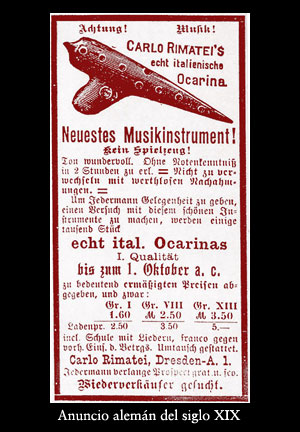 Achtung! Musik!
CARLO RIMATEI'S
echt italienische
Ocarina
Neuestes Musikinstrument!
Kein Spielzeug!
Ton wundervoll. Ohne Notenkenntniß
in 2 Stunden zu erl. = Nicht zu ver-
wechseln mit werthlosen Nachahm-
ungen. =
Um Jedermann Gelegenheit zu geben,
einen Versuch mit diesem schönen In-
strumente zu machen, werden einige
tausend Stück
echt ital. Ocarinas
I. Qualität
bis zum 1. Oktober a. c.
zu bedeutend ermäßigten Preisen ab-
gegeben, und zwar:
Gr. I Gr. VIII Gr. XIII
1.60 M 2.50 M 3.50
Ladenpr. 2.50 3.50 5.—
incl. Schule mit Liedern, franco gegen
vorh. Eins. d. Betrgs. Umtausch gestattet.
Carlo Rimatei, Dresden-A. 1.
Jedermann verlange Prospect grat. u. fco.
Wiederverkäufer gesucht.
Anuncio alemán del siglo XIX